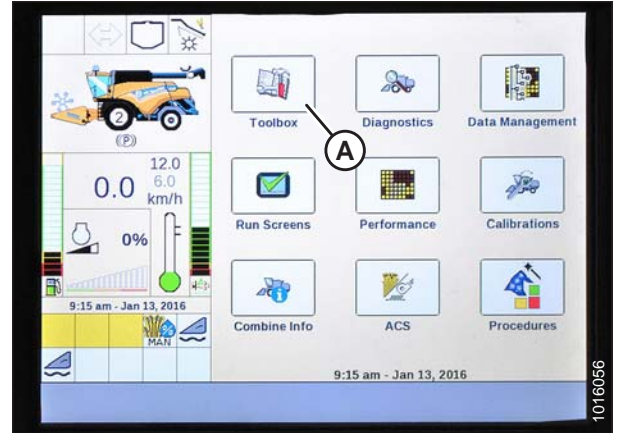 2
(P)
12.0
0.0 6.0
km/h
0%
9:15 am - Jan 13, 2016
MAN
Toolbox
Diagnostics
Data Management
A
Run Screens
Performance
Calibrations
Combine Info
ACS
Procedures
9:15 am - Jan 13, 2016
1016056